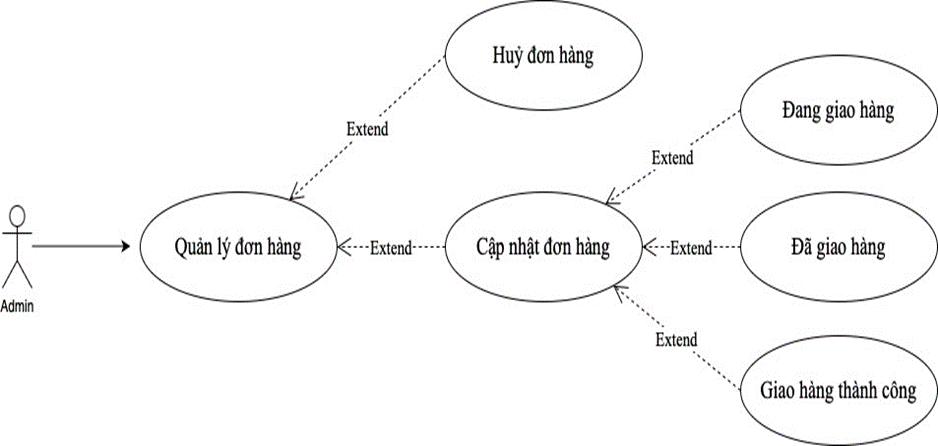 Huỷ đơn hàng
Extend
Đang giao hàng
Extend
Quản lý đơn hàng
Extend
Cập nhật đơn hàng
Extend
Đã giao hàng
Admin
Extend
Giao hàng thành công